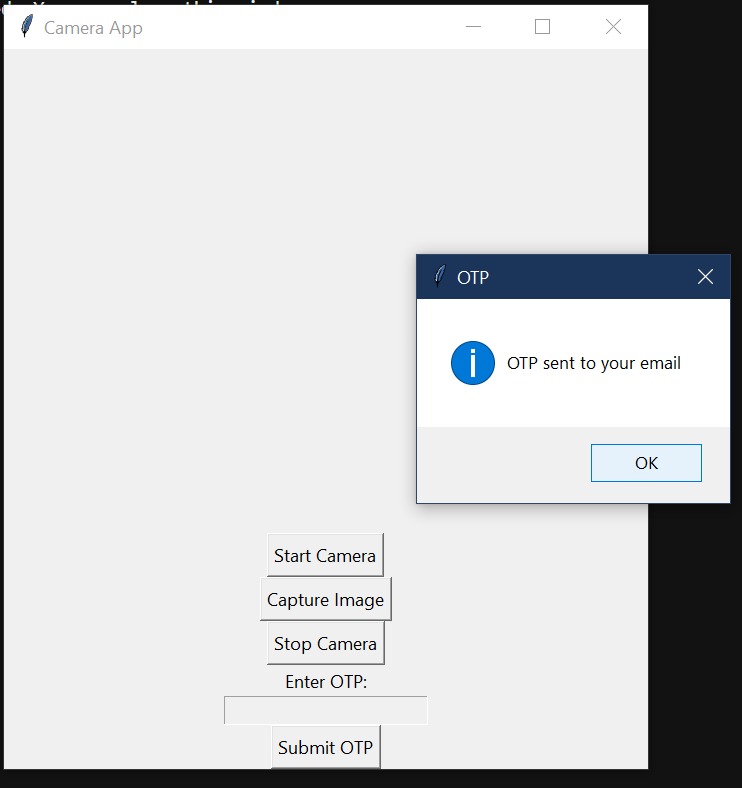 Camera App
OTP
OTP sent to your email
OK
Start Camera
Capture Image
Stop Camera
Enter OTP:
Submit OTP